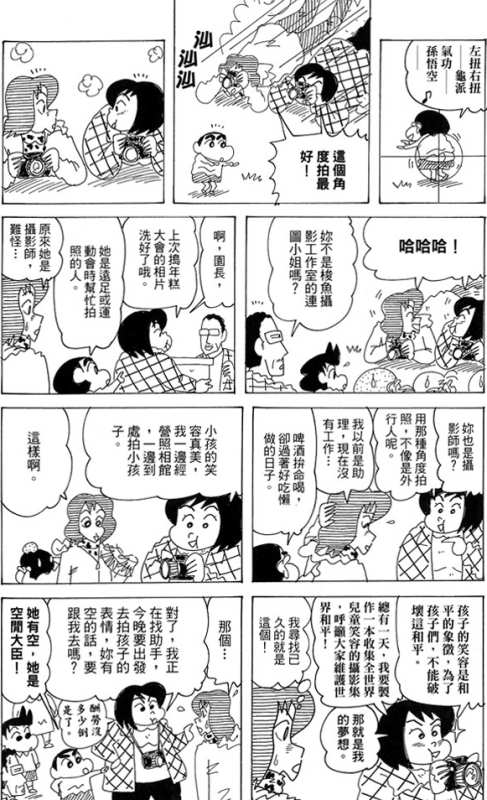 左扭右扭
——龜派
氣功——
孫悟空
這個角
度拍最
好！
汕汕汕
哈哈哈！
妳不是梭魚攝
影工作室的連
圖小姐嗎？
啊，園長，
上次搗年糕
大會的相片
洗好了哦。
她是遠足或運
動會時幫忙拍
照的人。
原來她是
攝影師，
難怪…
妳也是攝
影師嗎？
用那種角度拍
照，不像是外
行人呢。
我以前是助
理，現在沒
有工作…
啤酒拚命喝，
卻過著好吃懶
做的日子。
小孩的笑
容真美，
我一邊經
營照相館
，一邊到
處拍小孩
子。
這樣啊。
孩子的笑容是和
平的象徵，為了
孩子們，不能破
壞這和平。
總有一天，我要製
作一本收集全世界
兒童笑容的攝影集
，呼籲大家維護世
界和平！
那就是我
的夢想。
我尋找已
久的就是
這個！
那個…
對了，我正
在找助手，
今晚要出發
去拍孩子的
表情，妳有
空的話，要
跟我去嗎？
酬勞沒
多少倒
是了。
她有空，她是
空閒大臣！